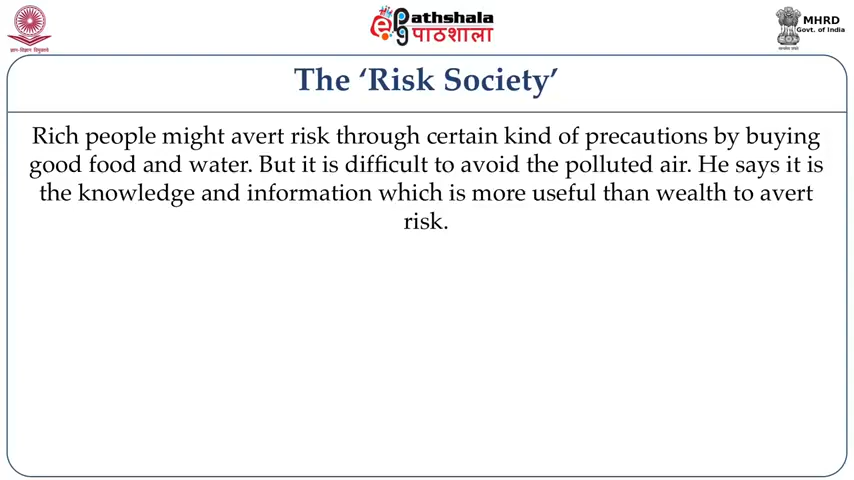 ePathshala
पाठशाला
MHRD
Govt. of India
ज्ञान-विज्ञान विमुक्तये
The ‘Risk Society’
Rich people might avert risk through certain kind of precautions by buying
good food and water. But it is difficult to avoid the polluted air. He says it is
the knowledge and information which is more useful than wealth to avert
risk.